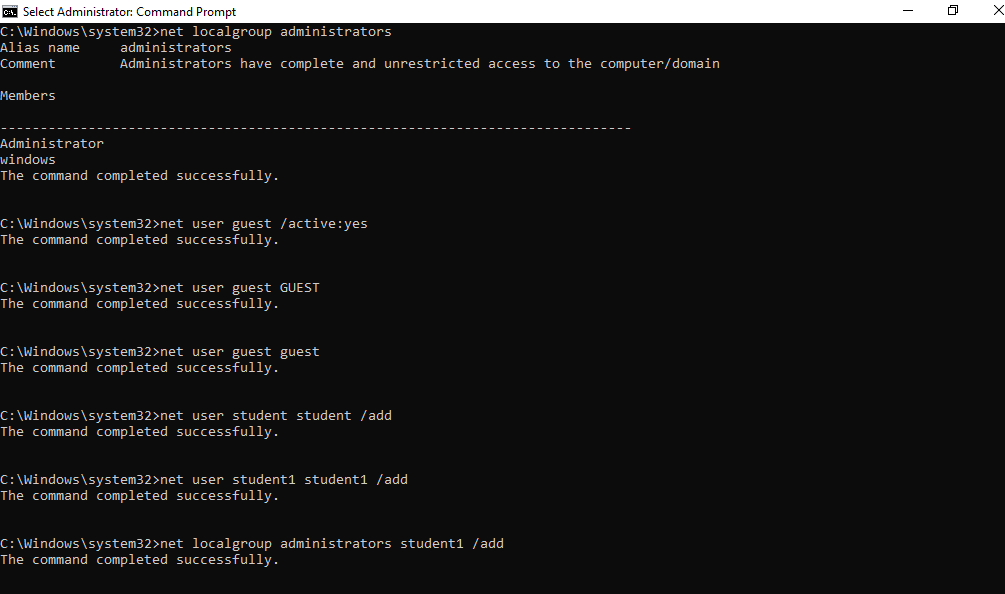 Select Administrator: Command Prompt
C:\Windows\system32>net localgroup administrators
Alias name     administrators
Comment        Administrators have complete and unrestricted access to the computer/domain
Members
-------------------------------------------------------------------------------
Administrator
windows
The command completed successfully.
C:\Windows\system32>net user guest /active:yes
The command completed successfully.
C:\Windows\system32>net user guest GUEST
The command completed successfully.
C:\Windows\system32>net user guest guest
The command completed successfully.
C:\Windows\system32>net user student student /add
The command completed successfully.
C:\Windows\system32>net user student1 student1 /add
The command completed successfully.
C:\Windows\system32>net localgroup administrators student1 /add
The command completed successfully.